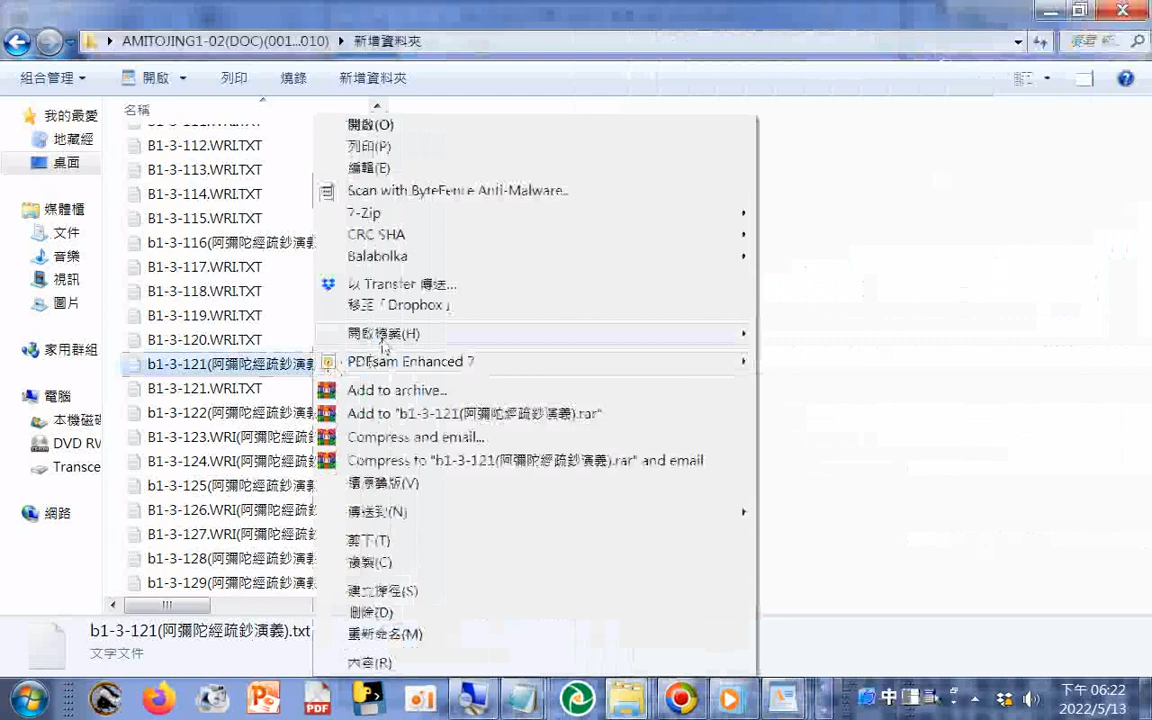 AMITOJING1-02(DOC)(001...010) ▸ 新增資料夾
組合管理 開啟 列印 燒錄 新增資料夾
我的最愛
地藏經
桌面
媒體櫃
文件
音樂
視訊
圖片
家用群組
電腦
本機磁碟
DVD RW
Transce
網路
名稱
B1-3-112.WRI.TXT
B1-3-113.WRI.TXT
B1-3-114.WRI.TXT
B1-3-115.WRI.TXT
b1-3-116(阿彌陀經疏鈔演義
B1-3-117.WRI.TXT
B1-3-118.WRI.TXT
B1-3-119.WRI.TXT
B1-3-120.WRI.TXT
b1-3-121(阿彌陀經疏鈔演義
B1-3-121.WRI.TXT
b1-3-122(阿彌陀經疏鈔演義
B1-3-123.WRI(阿彌陀經疏鈔
B1-3-124.WRI(阿彌陀經疏鈔
b1-3-125(阿彌陀經疏鈔演義
B1-3-126.WRI(阿彌陀經疏鈔
B1-3-127.WRI(阿彌陀經疏鈔
b1-3-128(阿彌陀經疏鈔演義
b1-3-129(阿彌陀經疏鈔演義
開啟(O)
列印(P)
編輯(E)
Scan with ByteFence Anti-Malware...
7-Zip
CRC SHA
Balabolka
以 Transfer 傳送...
移至「Dropbox」
開啟檔案(H)
PDFsam Enhanced 7
Add to archive...
Add to "b1-3-121(阿彌陀經疏鈔演義).rar"
Compress and email...
Compress to "b1-3-121(阿彌陀經疏鈔演義).rar" and email
還原舊版(V)
傳送到(N)
剪下(T)
複製(C)
建立捷徑(S)
刪除(D)
重新命名(M)
內容(R)
b1-3-121(阿彌陀經疏鈔演義).txt
文字文件
PDF
中
下午 06:22
2022/5/13